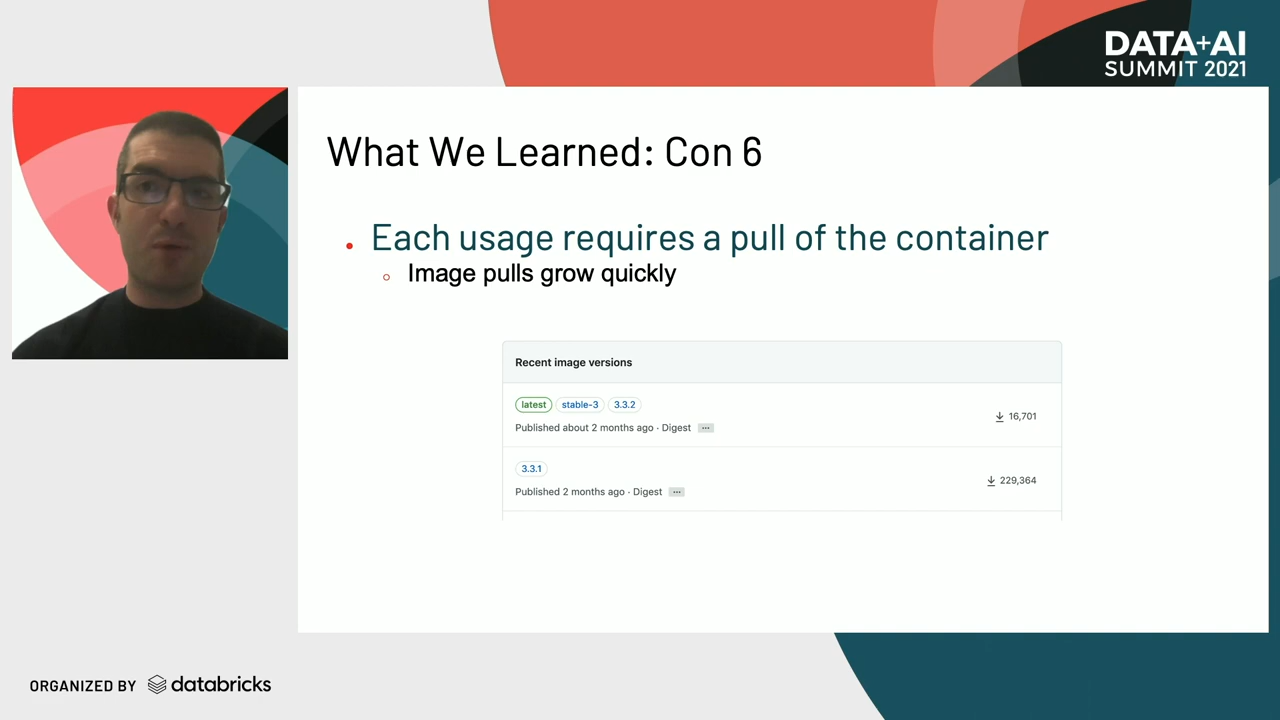 DATA+AI
SUMMIT 2021
What We Learned: Con 6
Each usage requires a pull of the container
Image pulls grow quickly
Recent image versions
latest stable-3 3.3.2
Published about 2 months ago · Digest ...
16,701
3.3.1
Published 2 months ago · Digest ...
229,364
ORGANIZED BY databricks